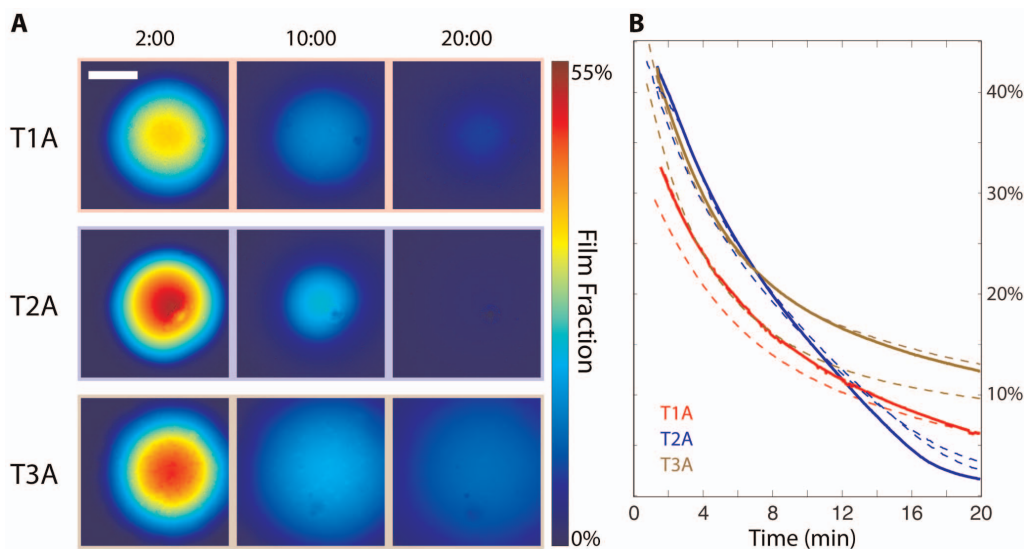 A
2:00 10:00 20:00
T1A
T2A
T3A
55%
Film Fraction
0%
B
40%
30%
20%
10%
T1A
T2A
T3A
0 4 8 12 16 20
Time (min)